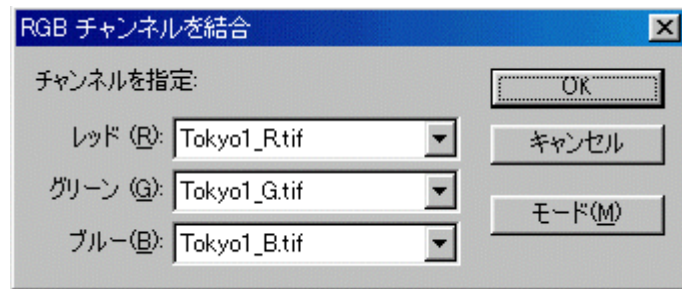 RGB チャンネルを結合
チャンネルを指定:
OK
レッド (R): Tokyo1_R.tif
キャンセル
グリーン (G): Tokyo1_G.tif
モード(M)
ブルー(B): Tokyo1_B.tif